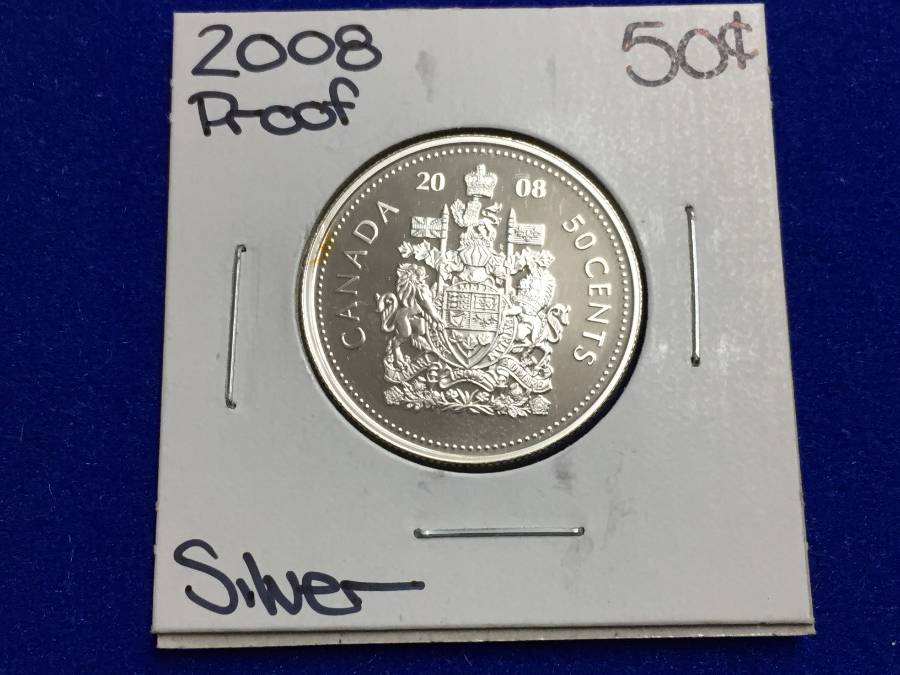 2008
Proof
50¢
20 08
CANADA
50 CENTS
Silver